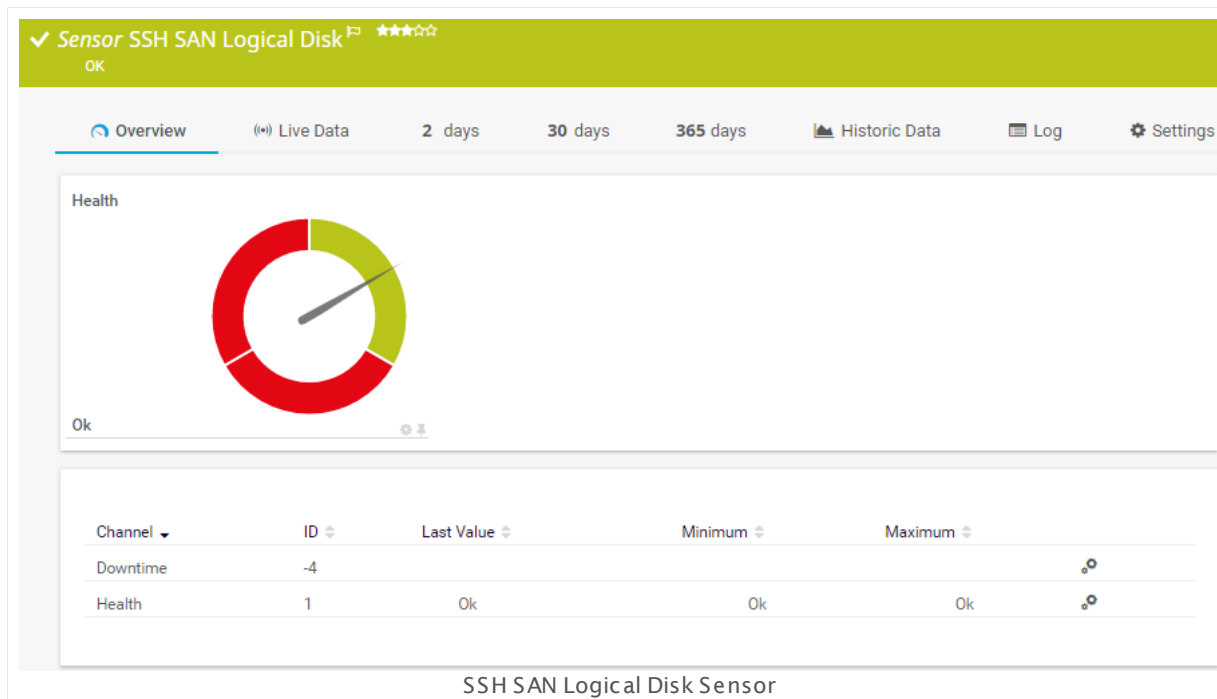 Sensor SSH SAN Logical Disk
OK
Overview Live Data 2 days 30 days 365 days Historic Data Log Settings
Health
Ok
Channel ID Last Value Minimum Maximum
Downtime -4
Health 1 Ok Ok Ok
SSH SAN Logical Disk Sensor